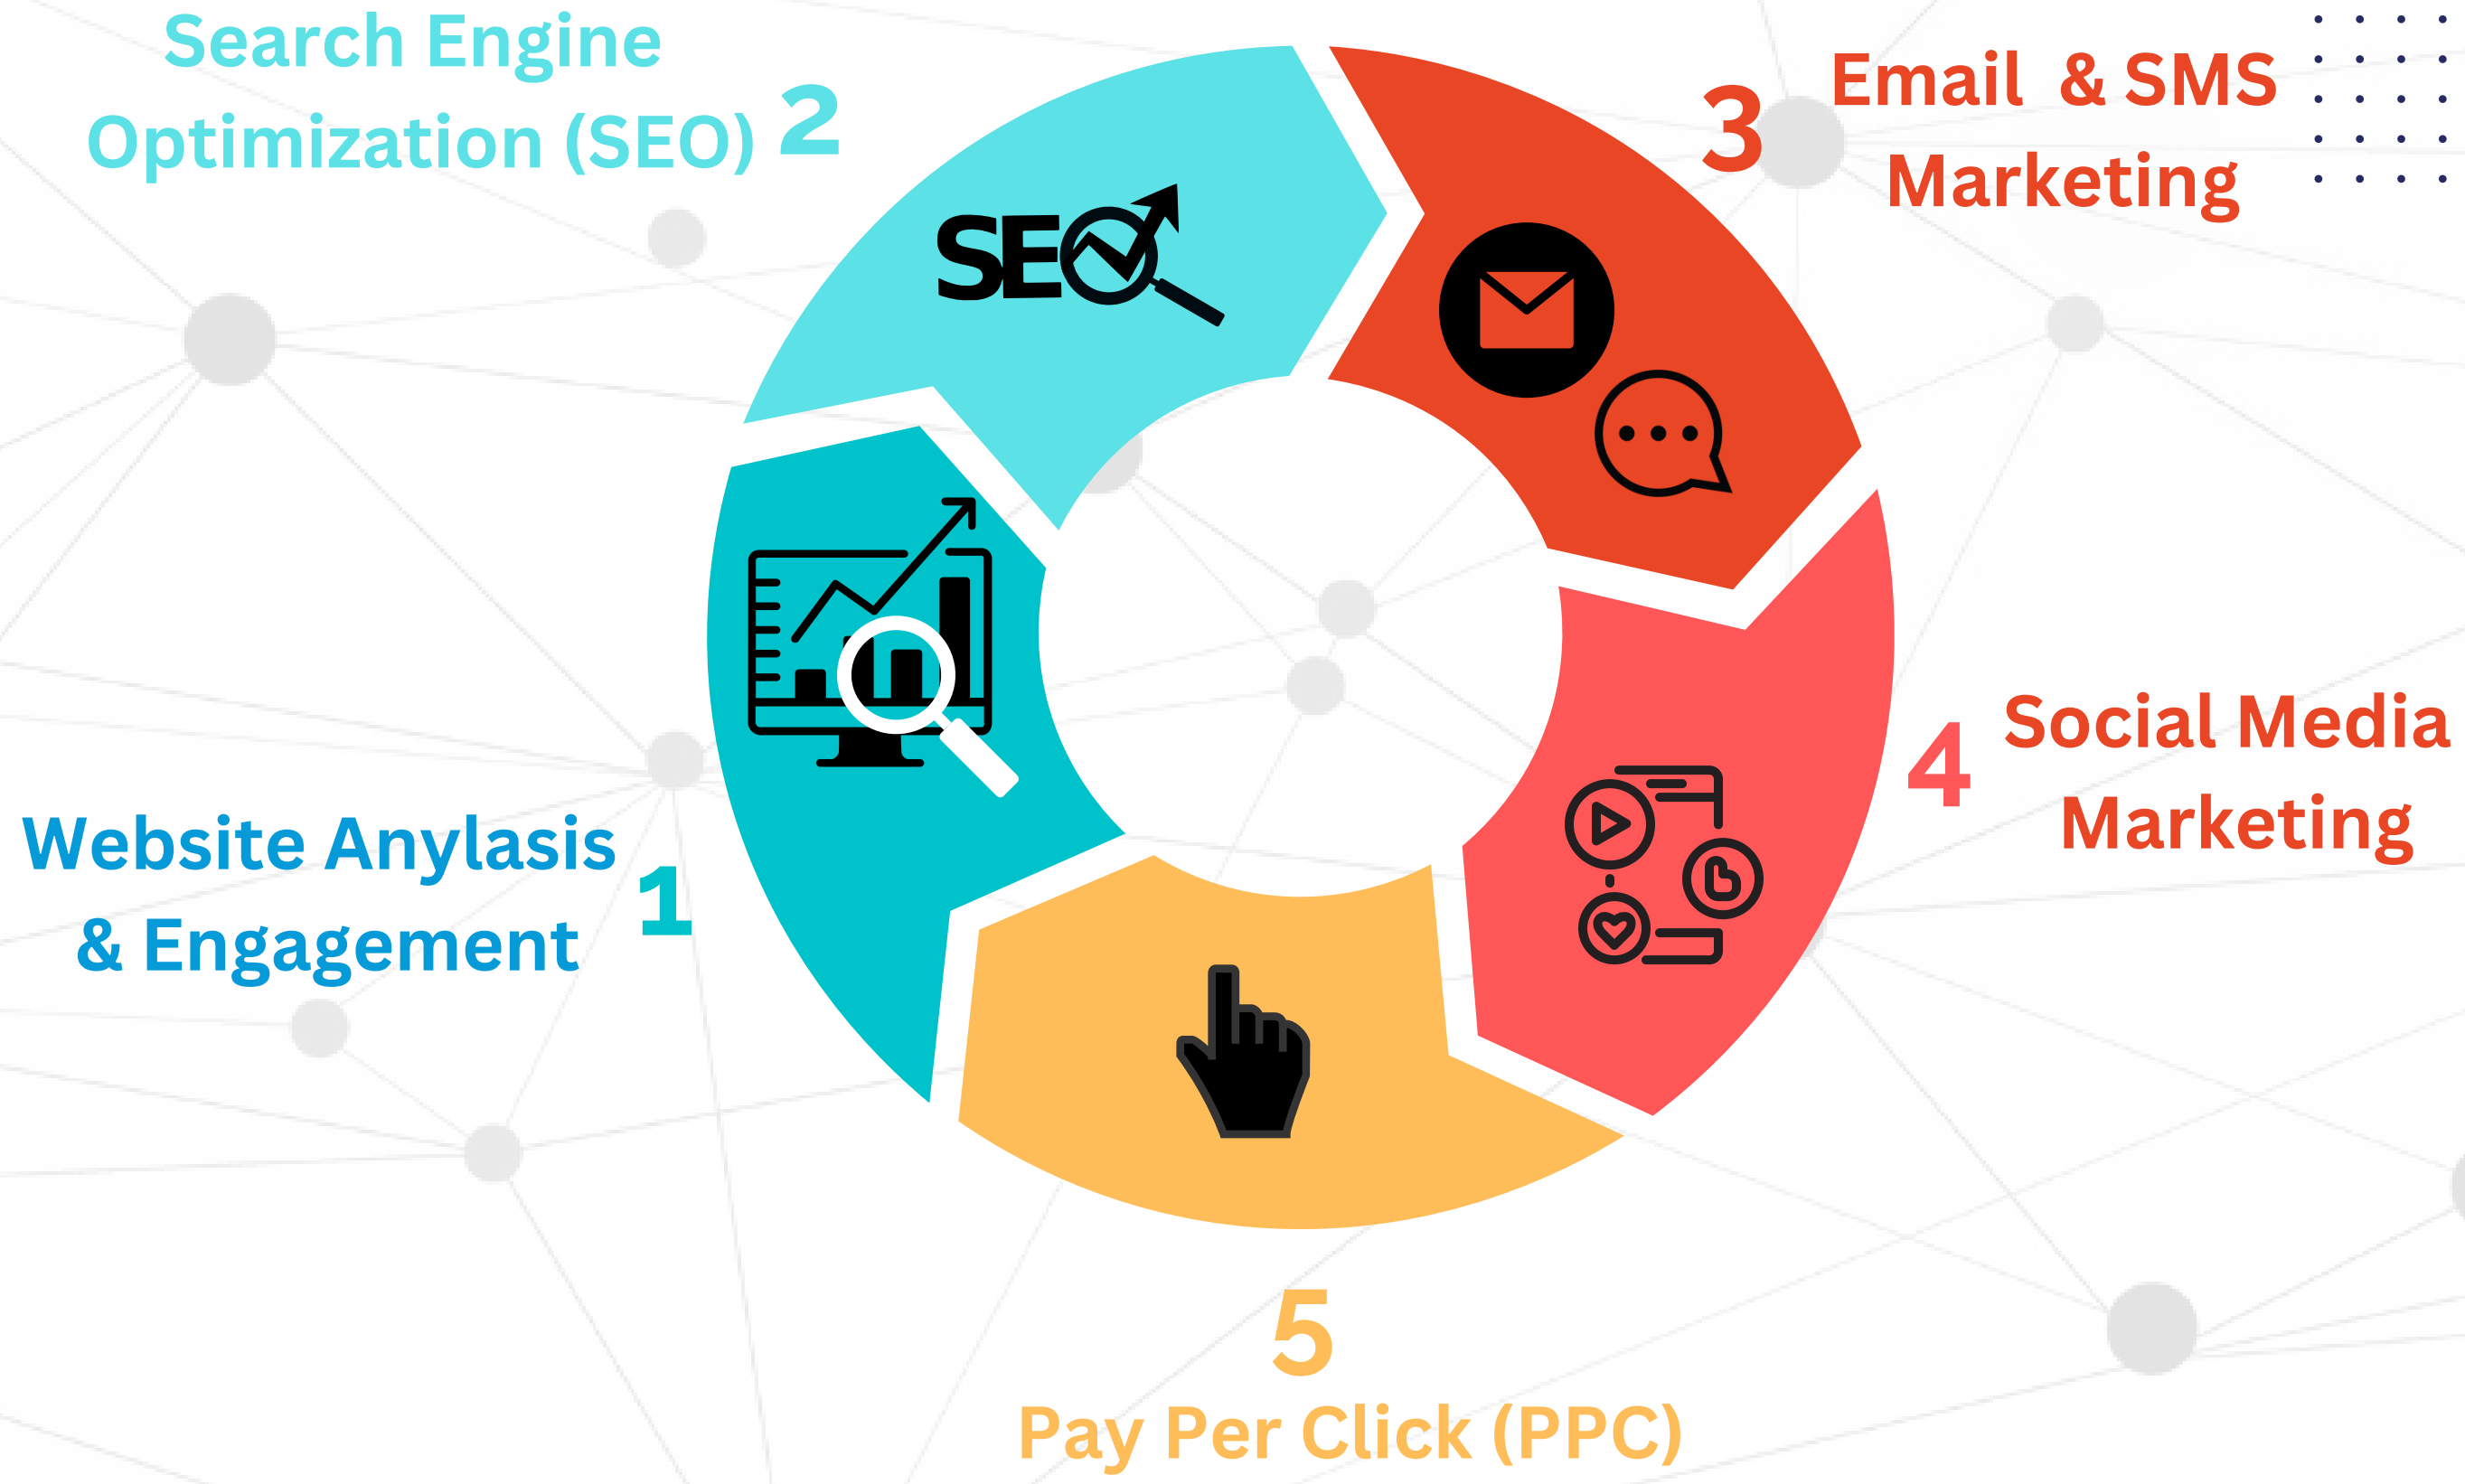 Search Engine
Optimization (SEO)
2
SEO
3
Email & SMS
Marketing
4
Social Media
Marketing
Website Anylasis
& Engagement
1
5
Pay Per Click (PPC)